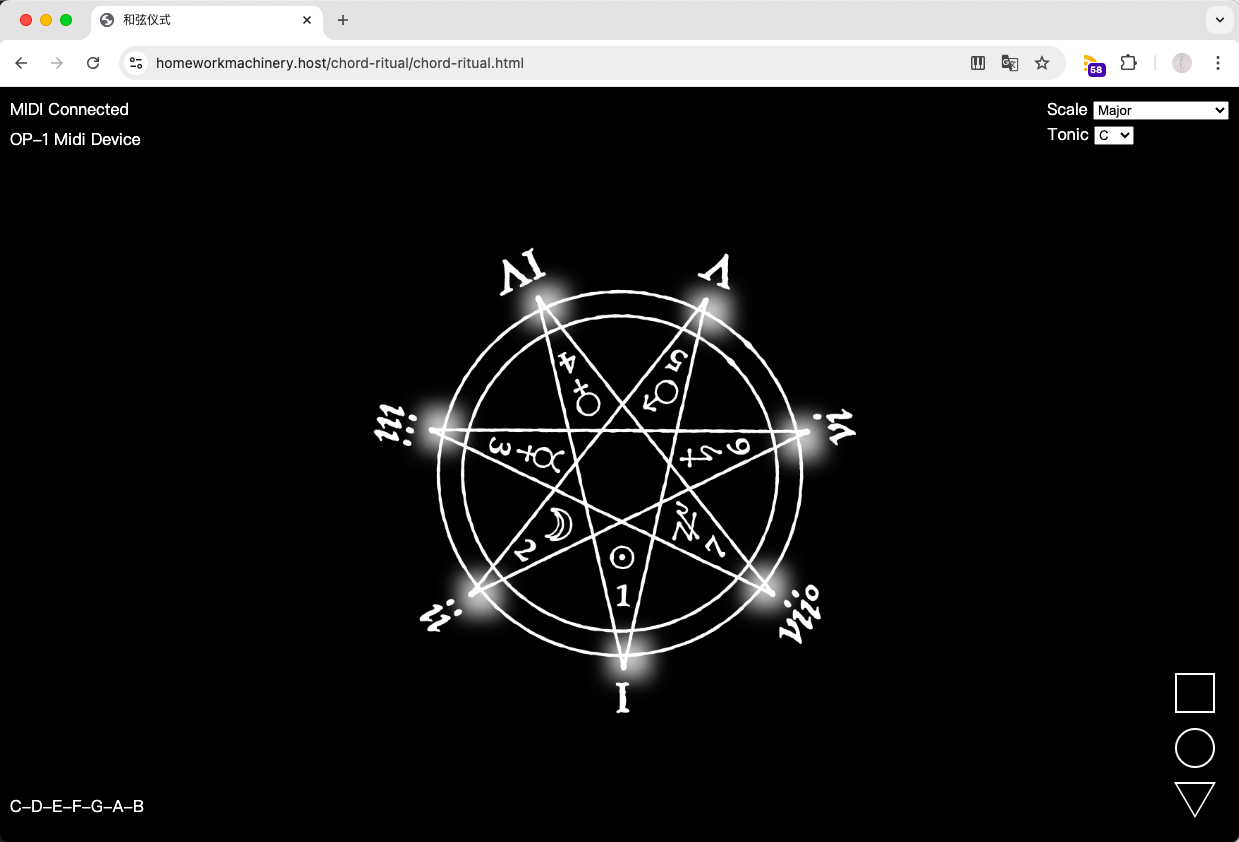 和弦仪式
homeworkmachinery.host/chord-ritual/chord-ritual.html
58
MIDI Connected
OP-1 Midi Device
Scale Major
Tonic C
IV
V
4
5
iii
3
6
vi
2
7
1
ii
vii°
I
C-D-E-F-G-A-B